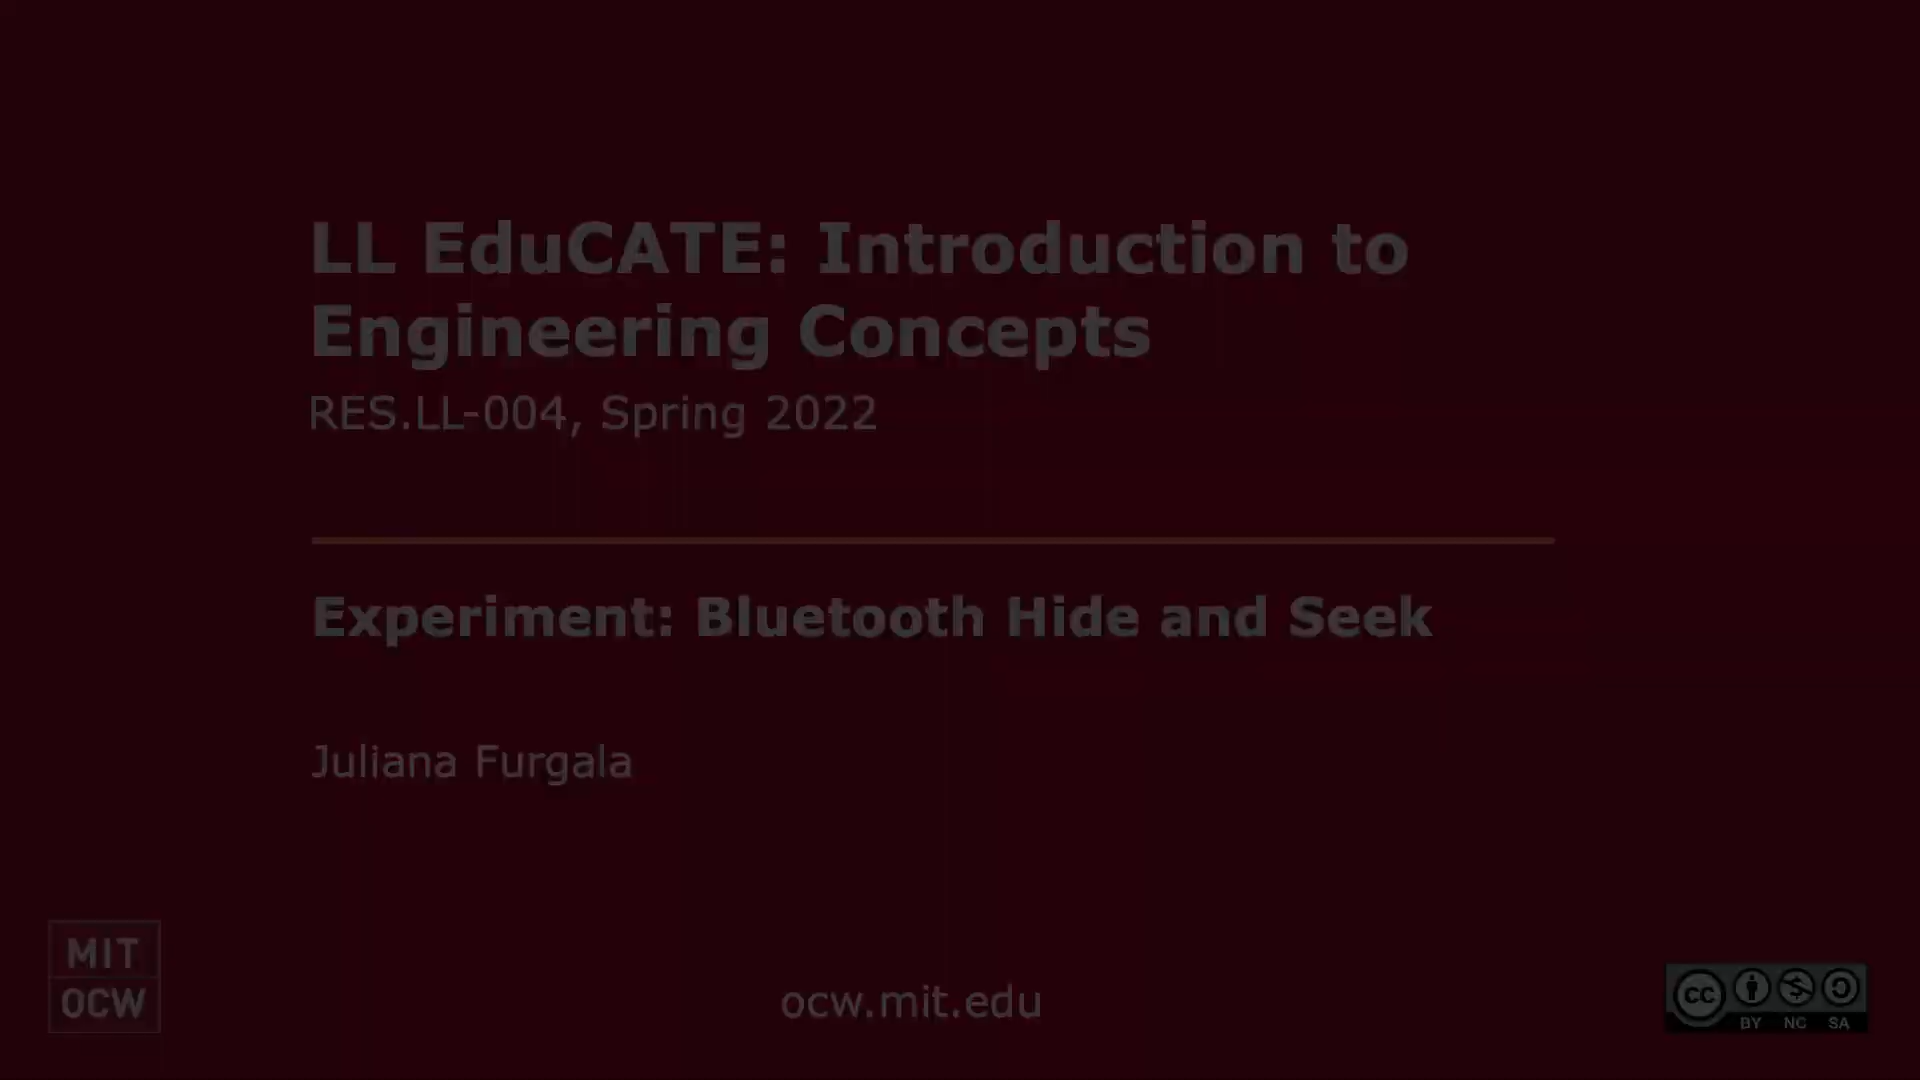 LL EduCATE: Introduction to
Engineering Concepts
RES.LL-004, Spring 2022
Experiment: Bluetooth Hide and Seek
Juliana Furgala
MIT
OCW
ocw.mit.edu
cc
BY NC SA